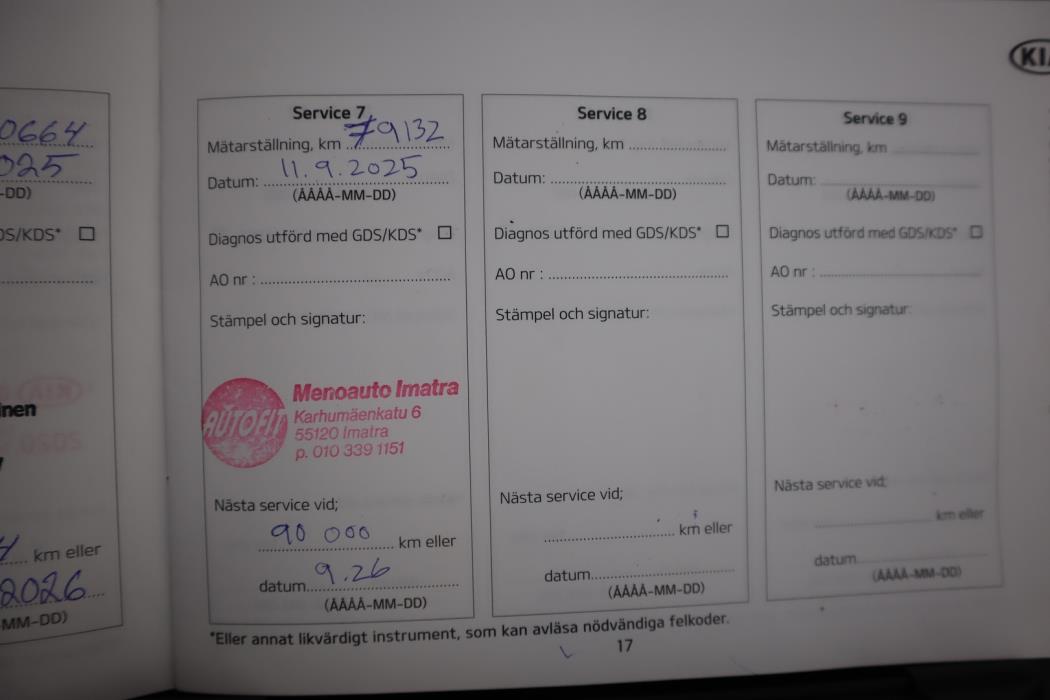 0664
025
-DD)
OS/KDS* ☐
inen
km eller
2026
MM-DD)
KIA
Service 7
Mätarställning, km 79132
Datum: 11.9.2025
(ÅÅÅÅ-MM-DD)
Diagnos utförd med GDS/KDS* ☐
AO nr :
Stämpel och signatur:
AUTOFIT
Menoauto Imatra
Karhumäenkatu 6
55120 Imatra
p. 010 339 1151
Nästa service vid;
90 000 km eller
datum 9.26
(ÅÅÅÅ-MM-DD)
Service 8
Mätarställning, km
Datum:
(ÅÅÅÅ-MM-DD)
Diagnos utförd med GDS/KDS* ☐
AO nr :
Stämpel och signatur:
Nästa service vid;
km eller
datum
(ÅÅÅÅ-MM-DD)
Service 9
Mätarställning, km
Datum:
(ÅÅÅÅ-MM-DD)
Diagnos utförd med GDS/KDS* ☐
AO nr :
Stämpel och signatur:
Nästa service vid;
km eller
datum
(ÅÅÅÅ-MM-DD)
*Eller annat likvärdigt instrument, som kan avläsa nödvändiga felkoder.
17